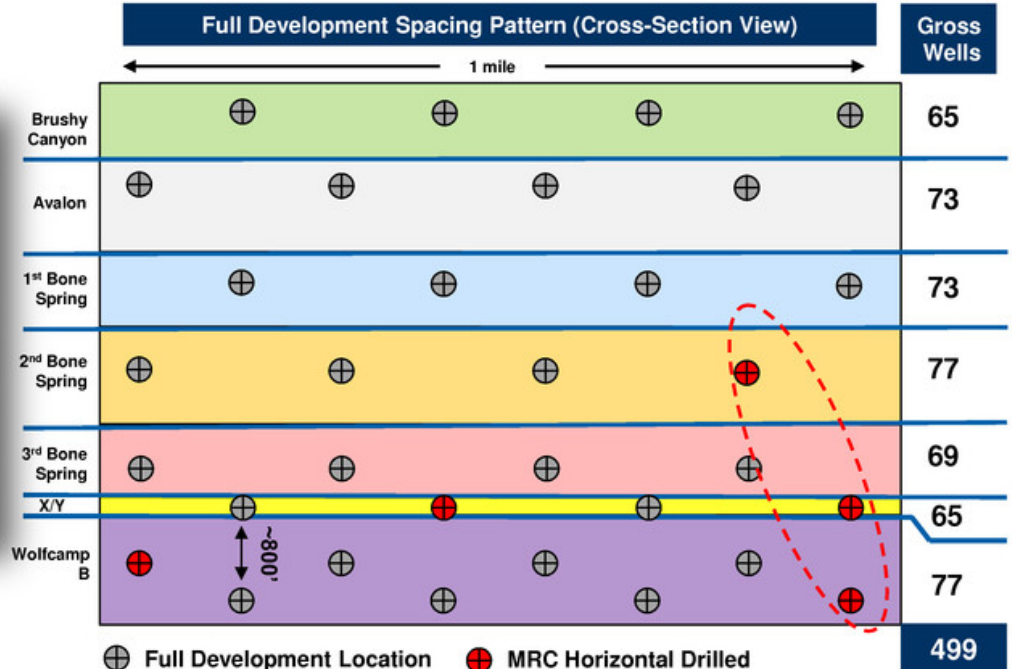 Full Development Spacing Pattern (Cross-Section View)
Gross
Wells
1 mile
Brushy
Canyon
65
Avalon
73
1st Bone
Spring
73
2nd Bone
Spring
77
3rd Bone
Spring
69
X/Y
65
~800'
Wolfcamp
B
77
Full Development Location
MRC Horizontal Drilled
499